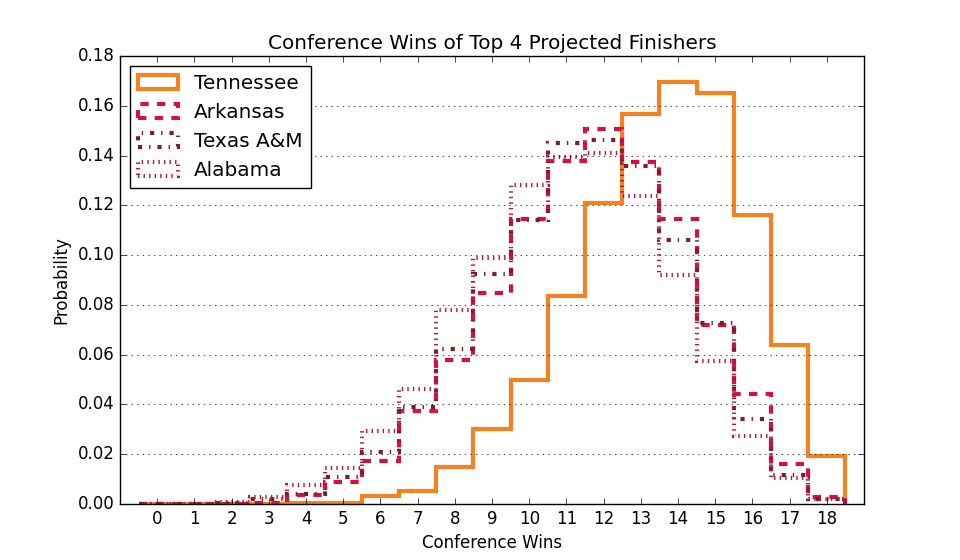 Conference Wins of Top 4 Projected Finishers
0.18
0.16
0.14
0.12
0.10
0.08
0.06
0.04
0.02
0.00
Probability
Tennessee
Arkansas
Texas A&M
Alabama
0 1 2 3 4 5 6 7 8 9 10 11 12 13 14 15 16 17 18
Conference Wins